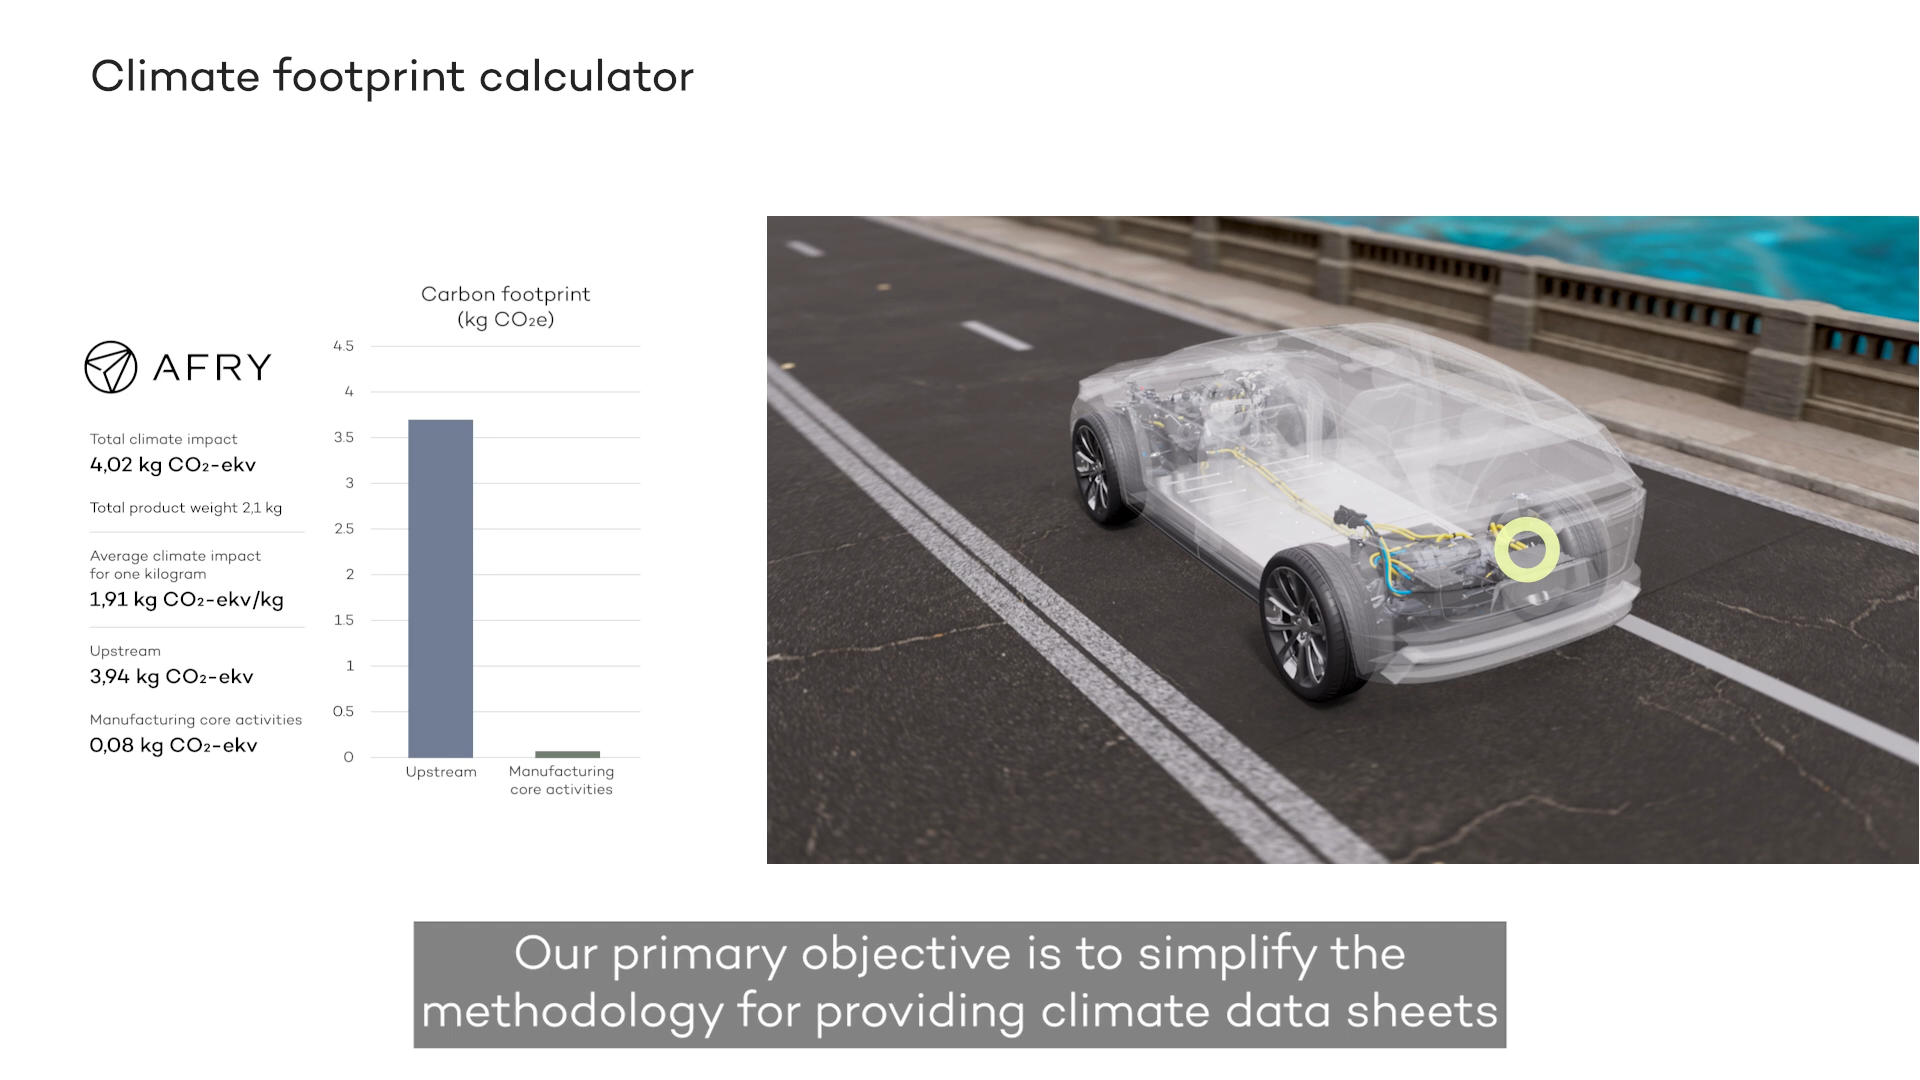 Climate footprint calculator
AFRY
Total climate impact
4,02 kg CO₂-ekv
Total product weight 2,1 kg
Average climate impact
for one kilogram
1,91 kg CO₂-ekv/kg
Upstream
3,94 kg CO₂-ekv
Manufacturing core activities
0,08 kg CO₂-ekv
Carbon footprint
(kg CO₂e)
4.5
4
3.5
3
2.5
2
1.5
1
0.5
0
Upstream
Manufacturing
core activities
Our primary objective is to simplify the
methodology for providing climate data sheets